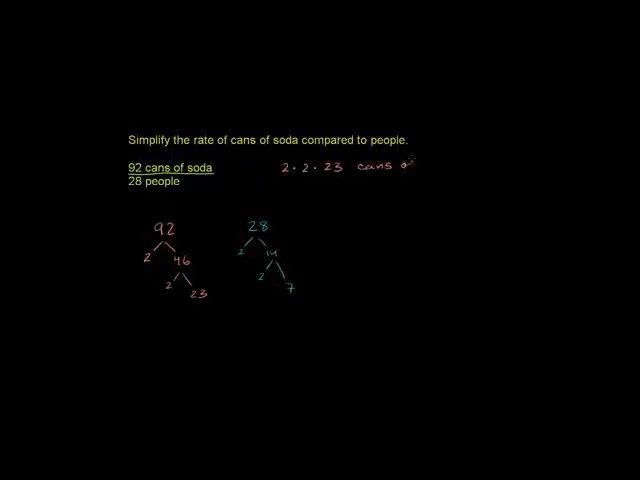 Simplify the rate of cans of soda compared to people.
92 cans of soda 2 · 2 · 23 cans o
28 people
92 28
2 46 2 14
2 23 2 7